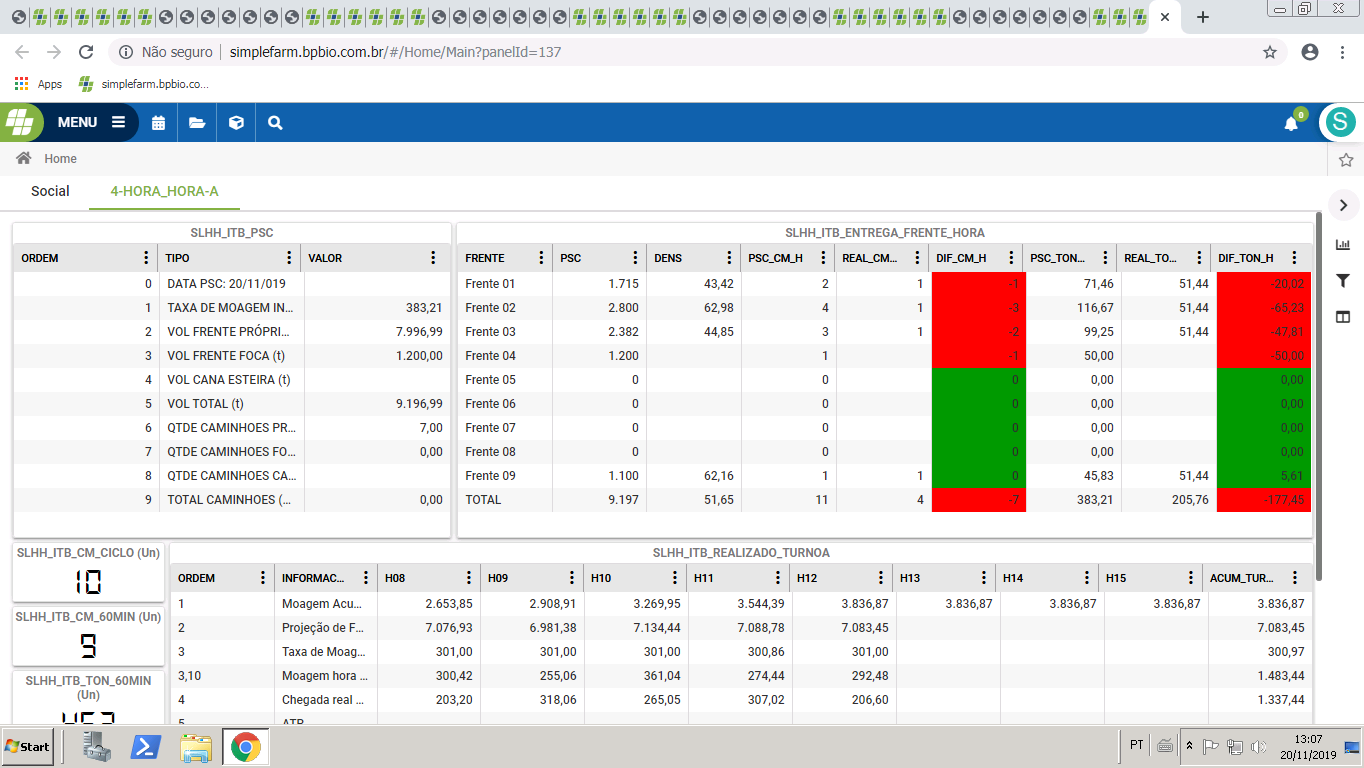 Não seguro simplefarm.bpbio.com.br/#/Home/Main?panelId=137
Apps simplefarm.bpbio.co...
MENU 0 S
Home
Social 4-HORA_HORA-A
SLHH_ITB_PSC
ORDEM TIPO VALOR
0 DATA PSC: 20/11/019
1 TAXA DE MOAGEM IN... 383,21
2 VOL FRENTE PRÓPRI... 7.996,99
3 VOL FRENTE FOCA (t) 1.200,00
4 VOL CANA ESTEIRA (t)
5 VOL TOTAL (t) 9.196,99
6 QTDE CAMINHOES PR... 7,00
7 QTDE CAMINHOES FO... 0,00
8 QTDE CAMINHOES CA...
9 TOTAL CAMINHOES (... 0,00
SLHH_ITB_ENTREGA_FRENTE_HORA
FRENTE PSC DENS PSC_CM_H REAL_CM... DIF_CM_H PSC_TON... REAL_TO... DIF_TON_H
Frente 01 1.715 43,42 2 1 -1 71,46 51,44 -20,02
Frente 02 2.800 62,98 4 1 -3 116,67 51,44 -65,23
Frente 03 2.382 44,85 3 1 -2 99,25 51,44 -47,81
Frente 04 1.200 1 -1 50,00 -50,00
Frente 05 0 0 0 0,00 0,00
Frente 06 0 0 0 0,00 0,00
Frente 07 0 0 0 0,00 0,00
Frente 08 0 0 0 0,00 0,00
Frente 09 1.100 62,16 1 1 0 45,83 51,44 5,61
TOTAL 9.197 51,65 11 4 -7 383,21 205,76 -177,45
SLHH_ITB_CM_CICLO (Un)
10
SLHH_ITB_CM_60MIN (Un)
9
SLHH_ITB_TON_60MIN
(Un)
SLHH_ITB_REALIZADO_TURNOA
ORDEM INFORMAC... H08 H09 H10 H11 H12 H13 H14 H15 ACUM_TUR...
1 Moagem Acu... 2.653,85 2.908,91 3.269,95 3.544,39 3.836,87 3.836,87 3.836,87 3.836,87 3.836,87
2 Projeção de F... 7.076,93 6.981,38 7.134,44 7.088,78 7.083,45 7.083,45
3 Taxa de Moag... 301,00 301,00 301,00 300,86 301,00 300,97
3,10 Moagem hora ... 300,42 255,06 361,04 274,44 292,48 1.483,44
4 Chegada real ... 203,20 318,06 265,05 307,02 206,60 1.337,44
5 ATR
Start PT 13:07
20/11/2019